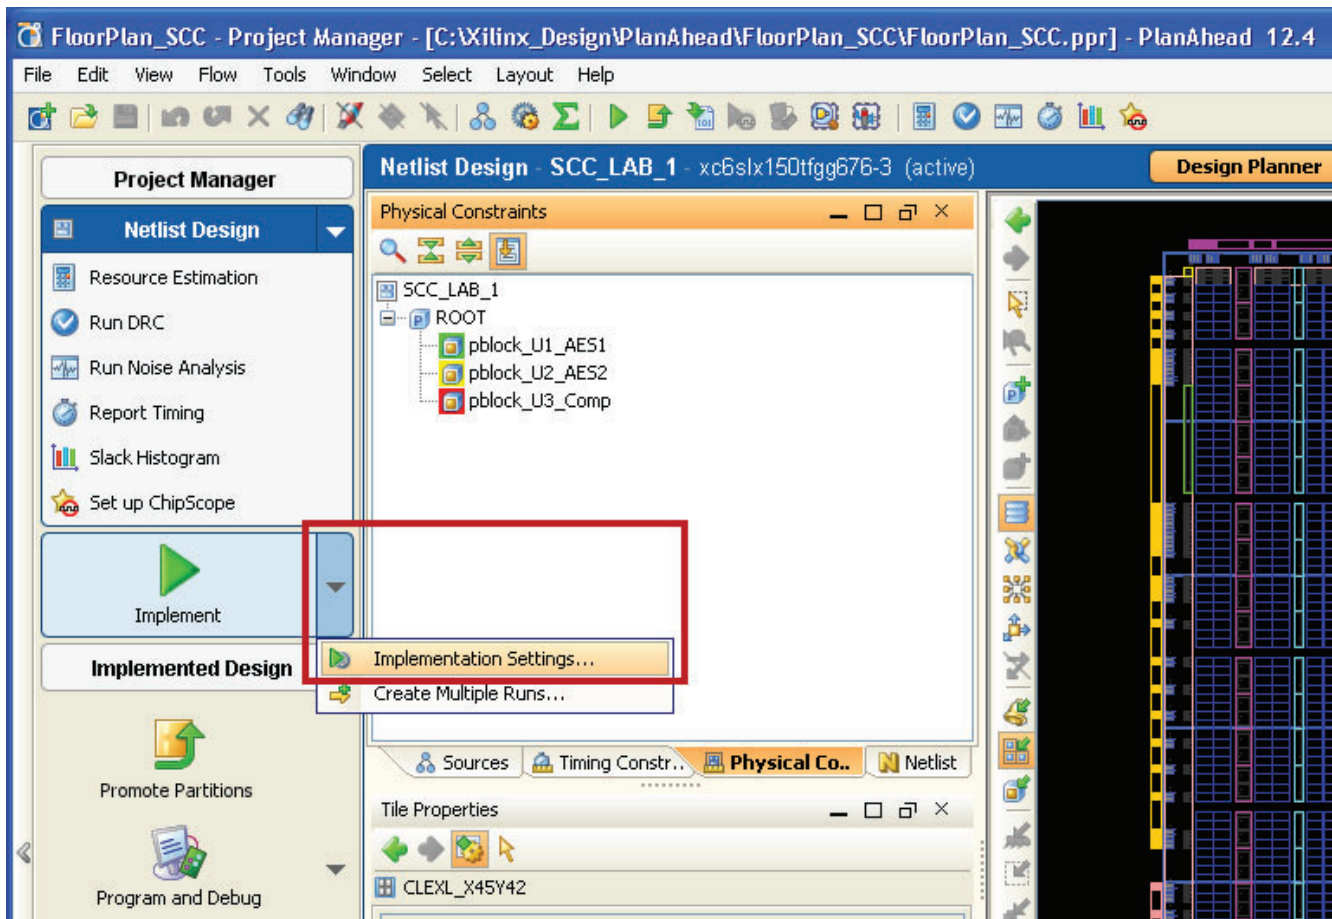 FloorPlan_SCC - Project Manager - [C:\Xilinx_Design\PlanAhead\FloorPlan_SCC\FloorPlan_SCC.ppr] - PlanAhead 12.4
File Edit View Flow Tools Window Select Layout Help
Project Manager
Netlist Design
Resource Estimation
Run DRC
Run Noise Analysis
Report Timing
Slack Histogram
Set up ChipScope
Implement
Implemented Design
Promote Partitions
Program and Debug
Netlist Design - SCC_LAB_1 - xc6slx150tfgg676-3 (active)
Design Planner
Physical Constraints
SCC_LAB_1
ROOT
pblock_U1_AES1
pblock_U2_AES2
pblock_U3_Comp
Implementation Settings...
Create Multiple Runs...
Sources Timing Constr.. Physical Co.. Netlist
Tile Properties
CLEXL_X45Y42